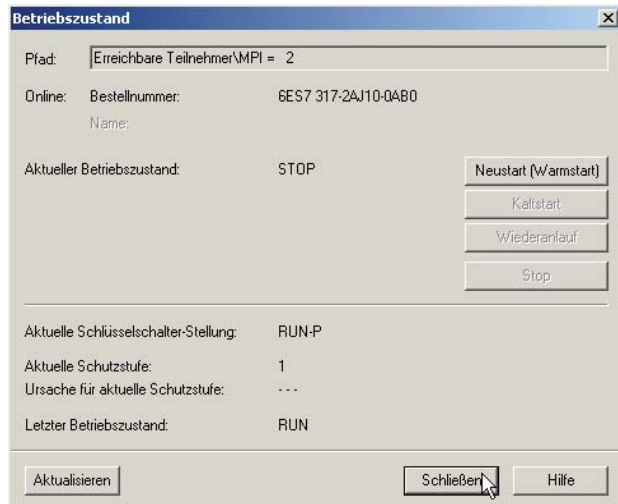 Betriebszustand
Pfad: Erreichbare Teilnehmer\MPI = 2
Online: Bestellnummer: 6ES7 317-2AJ10-0AB0
Name:
Aktueller Betriebszustand: STOP
Neustart (Warmstart)
Kaltstart
Wiederanlauf
Stop
Aktuelle Schlüsselschalter-Stellung: RUN-P
Aktuelle Schutzstufe: 1
Ursache für aktuelle Schutzstufe: - - -
Letzter Betriebszustand: RUN
Aktualisieren Schließen Hilfe